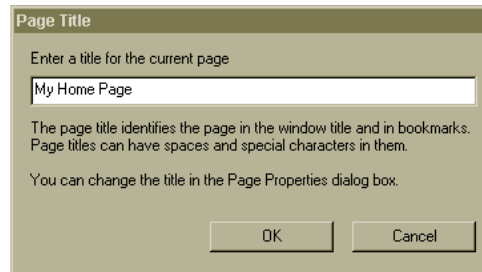 Page Title
Enter a title for the current page
My Home Page
The page title identifies the page in the window title and in bookmarks.
Page titles can have spaces and special characters in them.
You can change the title in the Page Properties dialog box.
OK
Cancel